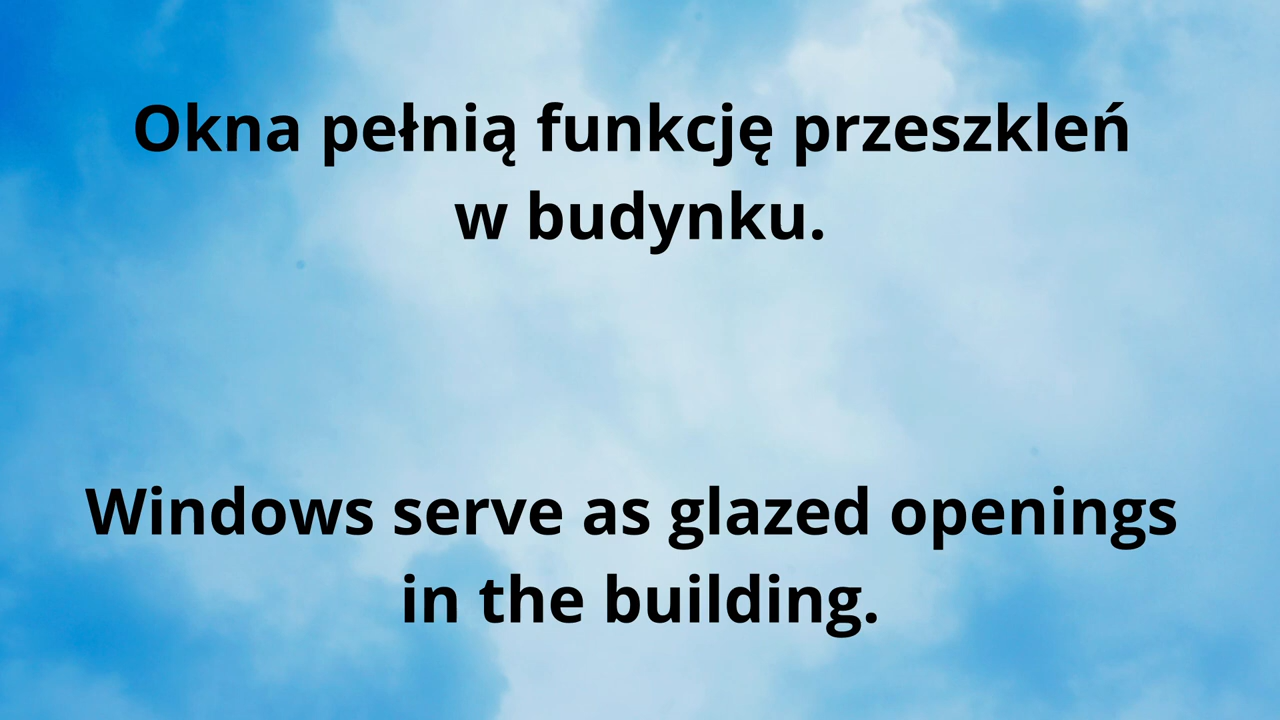 Okna pełnią funkcję przeszkleń
w budynku.
Windows serve as glazed openings
in the building.